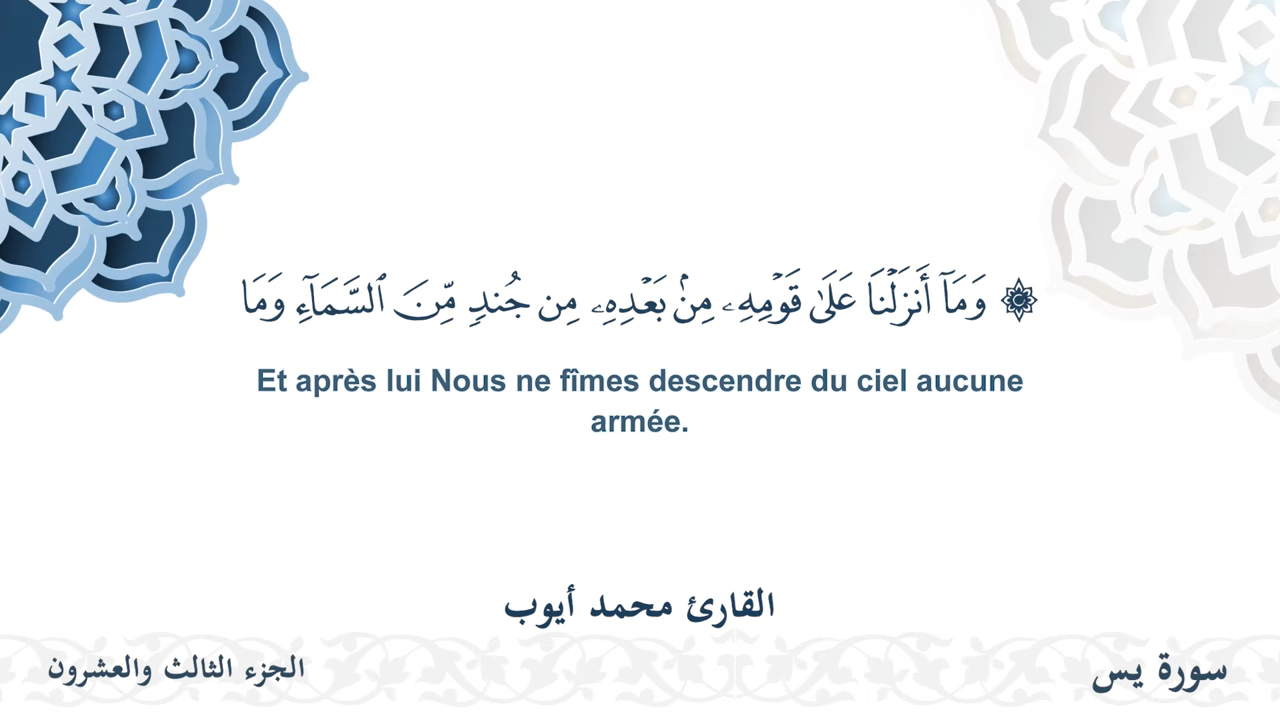 ۞ وَمَآ أَنزَلۡنَا عَلَىٰ قَوۡمِهِۦ مِنۢ بَعۡدِهِۦ مِن جُندٖ مِّنَ ٱلسَّمَآءِ وَمَا
Et après lui Nous ne fîmes descendre du ciel aucune
armée.
القارئ محمد أيوب
سورة يس
الجزء الثالث والعشرون